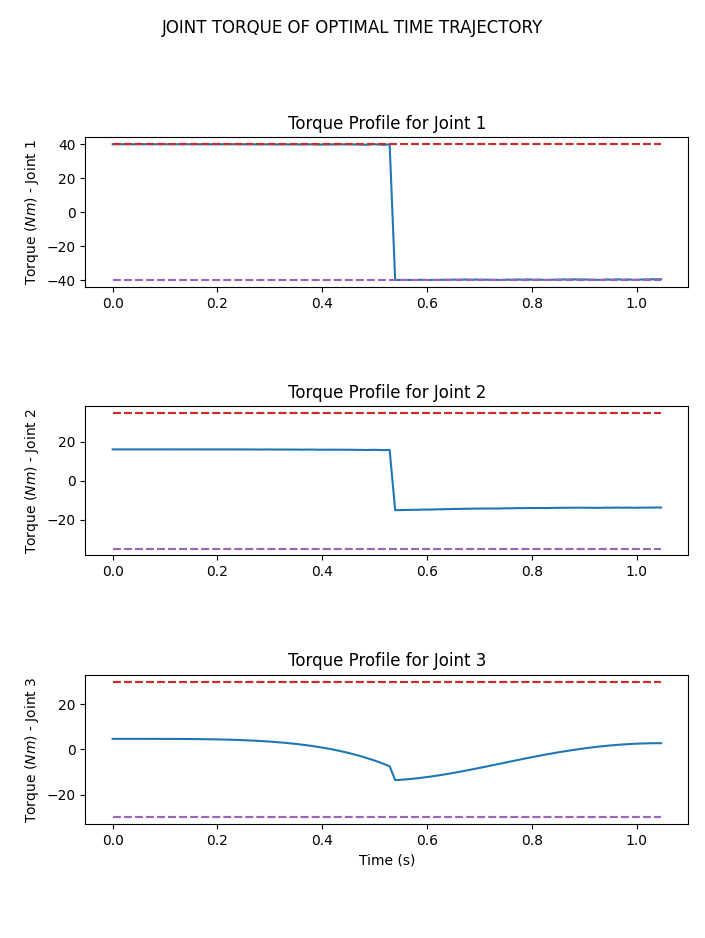 JOINT TORQUE OF OPTIMAL TIME TRAJECTORY
Torque Profile for Joint 1
Torque (Nm) - Joint 1
40
20
0
−20
−40
0.0 0.2 0.4 0.6 0.8 1.0
Torque Profile for Joint 2
Torque (Nm) - Joint 2
20
0
−20
0.0 0.2 0.4 0.6 0.8 1.0
Torque Profile for Joint 3
Torque (Nm) - Joint 3
20
0
−20
0.0 0.2 0.4 0.6 0.8 1.0
Time (s)